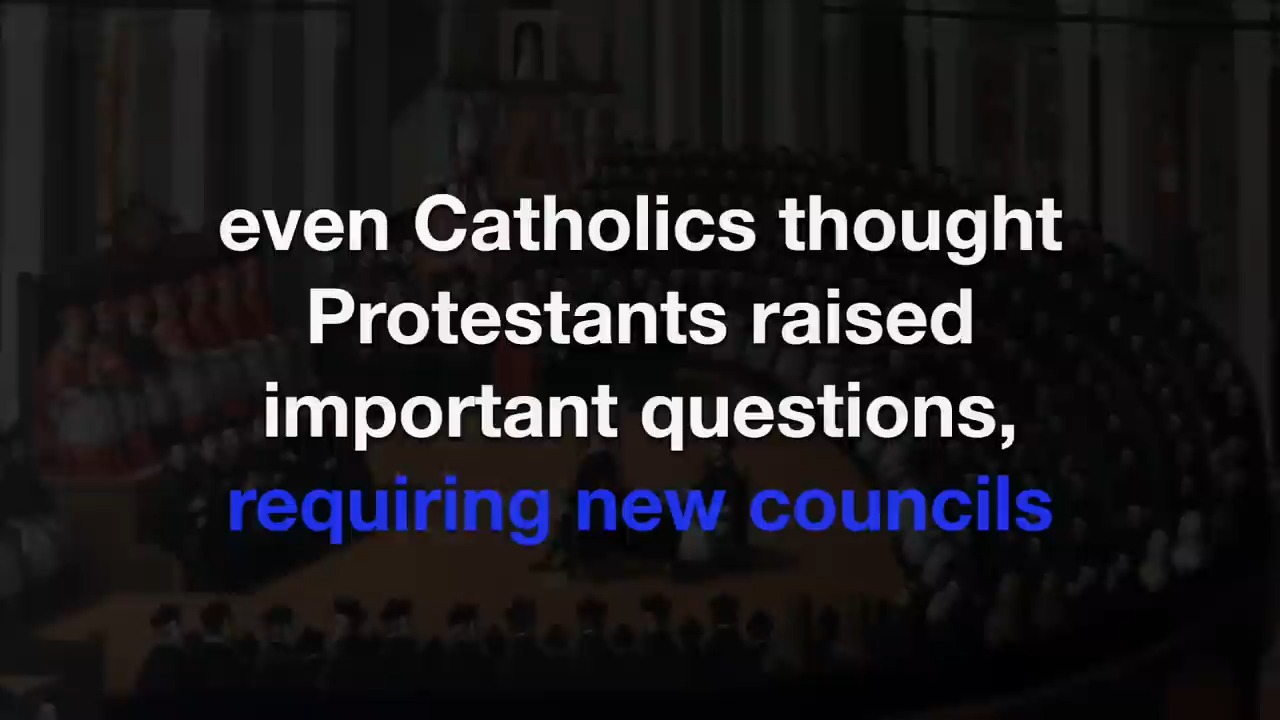 even Catholics thought
Protestants raised
important questions,
requiring new councils